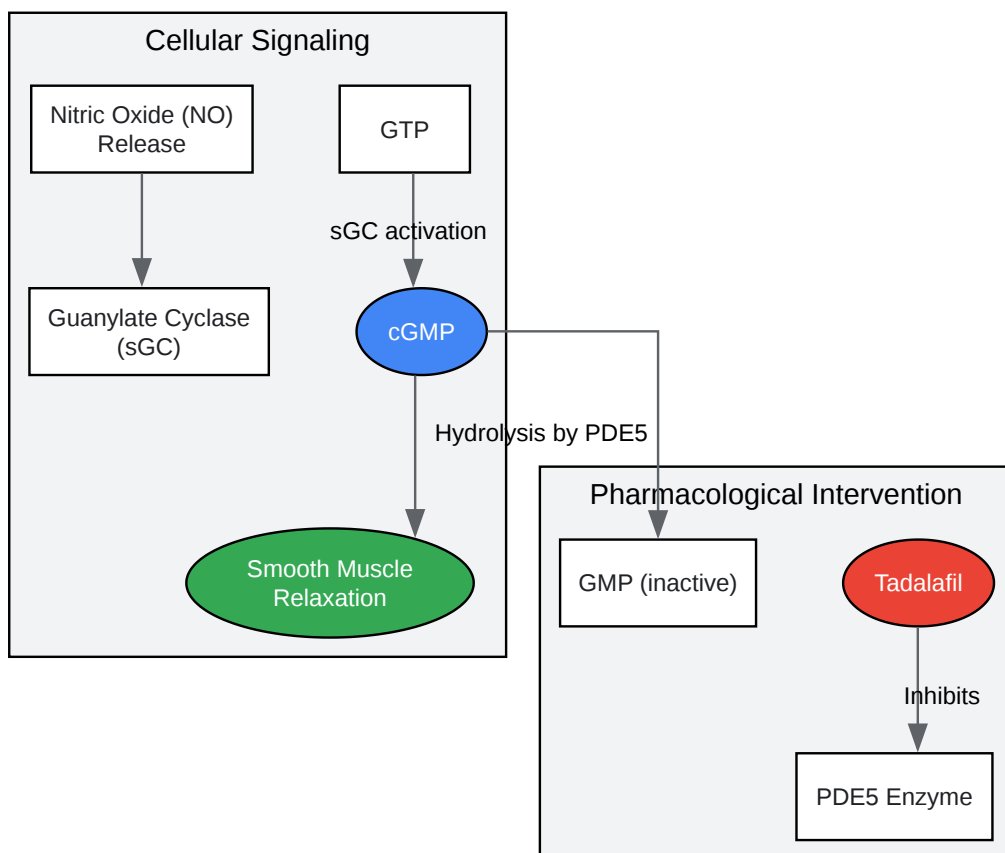 Cellular Signaling
Nitric Oxide (NO)
Release
GTP
sGC activation
Guanylate Cyclase
(sGC)
cGMP
Hydrolysis by PDE5
Smooth Muscle
Relaxation
Pharmacological Intervention
GMP (inactive)
Tadalafil
Inhibits
PDE5 Enzyme